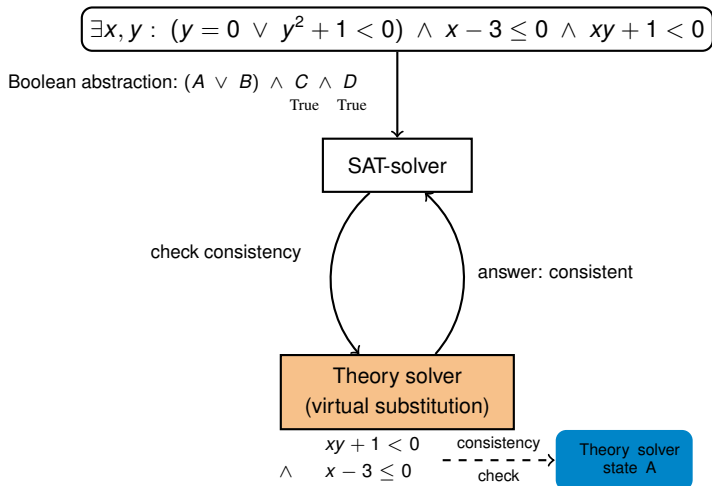 ∃x, y : (y = 0 ∨ y² + 1 < 0) ∧ x − 3 ≤ 0 ∧ xy + 1 < 0
Boolean abstraction: (A ∨ B) ∧ C ∧ D
True True
SAT-solver
check consistency
answer: consistent
Theory solver
(virtual substitution)
xy + 1 < 0
∧ x − 3 ≤ 0
consistency
check
Theory solver
state A